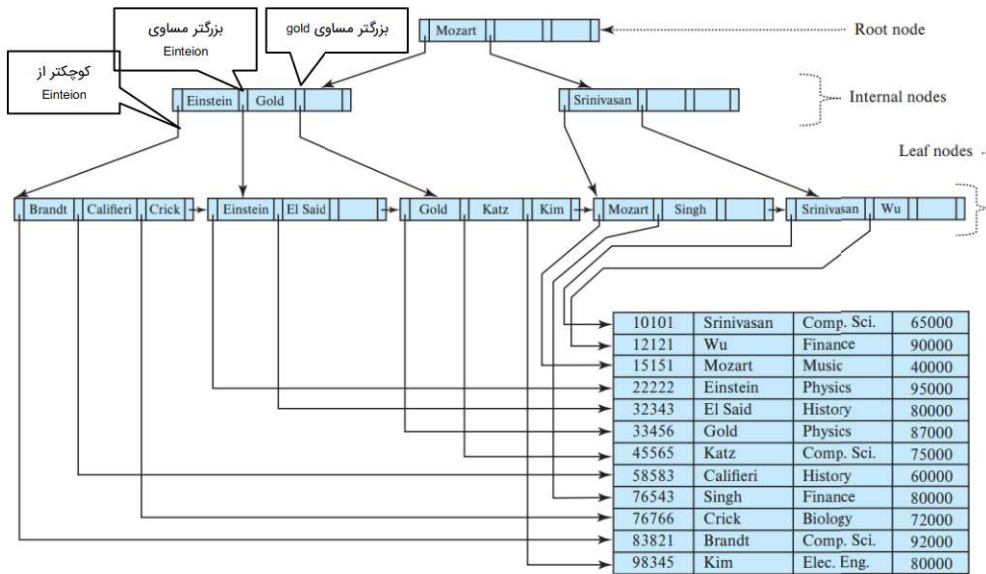 بزرگتر مساوی gold
بزرگتر مساوی
Einteion
کوچکتر از
Einteion
Mozart
Root node
Einstein Gold
Srinivasan
Internal nodes
Leaf nodes
Brandt Califieri Crick
Einstein El Said
Gold Katz Kim
Mozart Singh
Srinivasan Wu
10101 Srinivasan Comp. Sci. 65000
12121 Wu Finance 90000
15151 Mozart Music 40000
22222 Einstein Physics 95000
32343 El Said History 80000
33456 Gold Physics 87000
45565 Katz Comp. Sci. 75000
58583 Califieri History 60000
76543 Singh Finance 80000
76766 Crick Biology 72000
83821 Brandt Comp. Sci. 92000
98345 Kim Elec. Eng. 80000